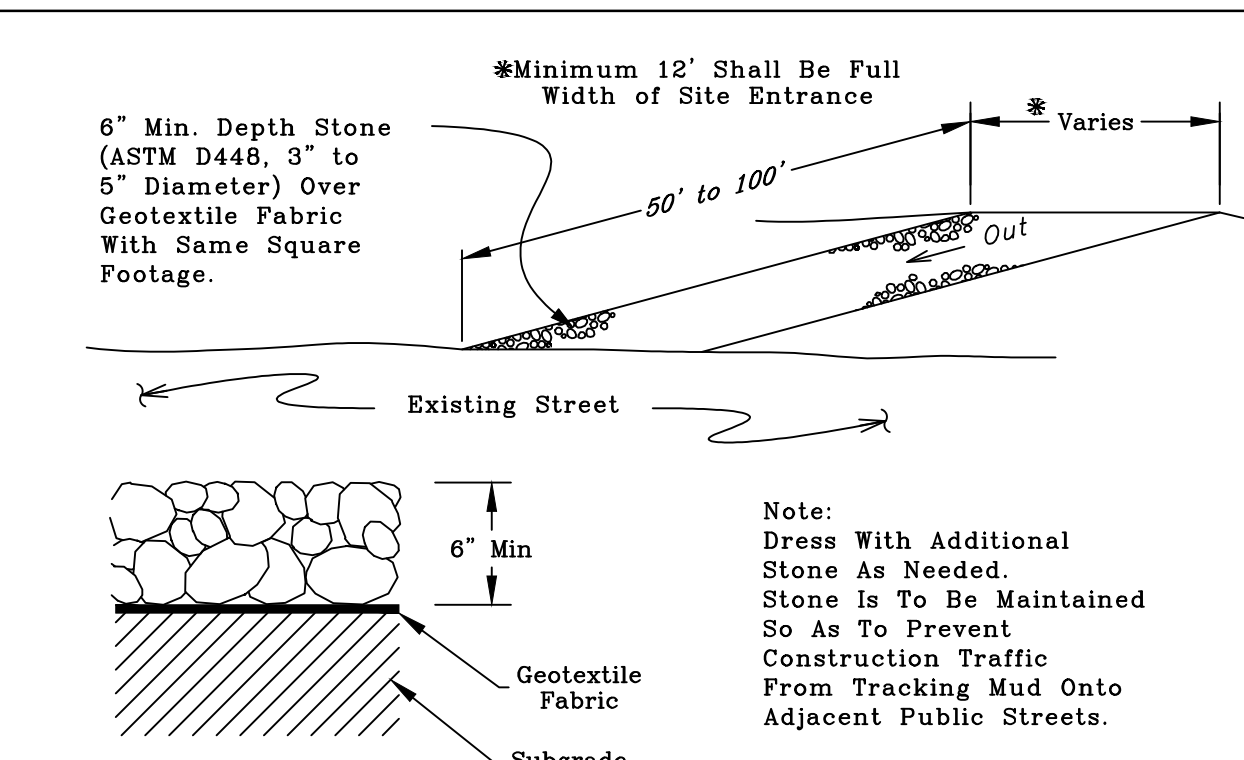 *Minimum 12' Shall Be Full
Width of Site Entrance
6" Min. Depth Stone
(ASTM D448, 3" to
5" Diameter) Over
Geotextile Fabric
With Same Square
Footage.
* Varies
50' to 100'
Out
Existing Street
6" Min
Note:
Dress With Additional
Stone As Needed.
Stone Is To Be Maintained
So As To Prevent
Construction Traffic
From Tracking Mud Onto
Adjacent Public Streets.
Geotextile
Fabric
Subgrade